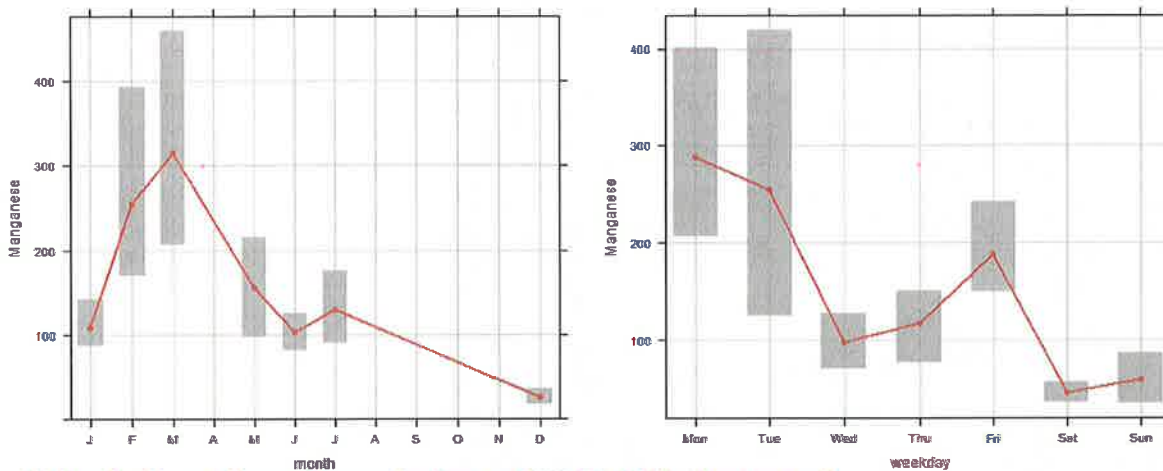 Manganese
400
300
200
100
J F M A M J J A S O N D
month
Manganese
400
300
200
100
Mon Tue Wed Thu Fri Sat Sun
weekday